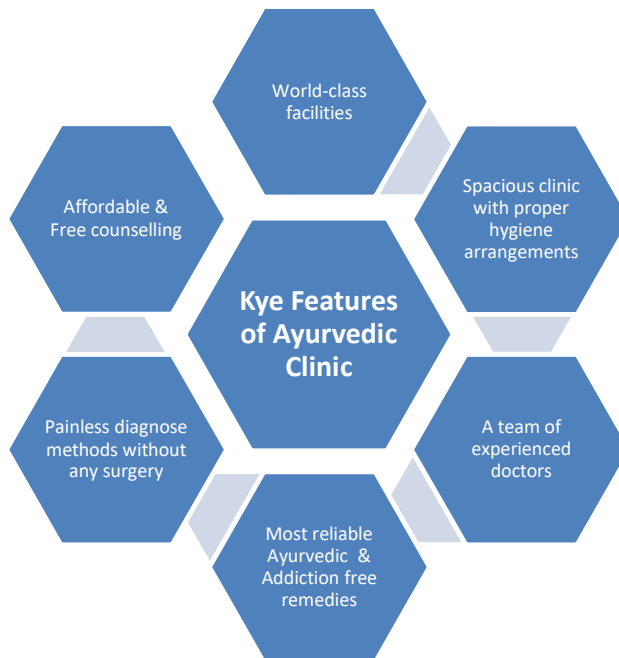 World-class
facilities
Spacious clinic
with proper
hygiene
arrangements
A team of
experienced
doctors
Most reliable
Ayurvedic & 
Addiction free
remedies
Painless diagnose
methods without
any surgery
Affordable &
Free counselling
Kye Features
of Ayurvedic
Clinic